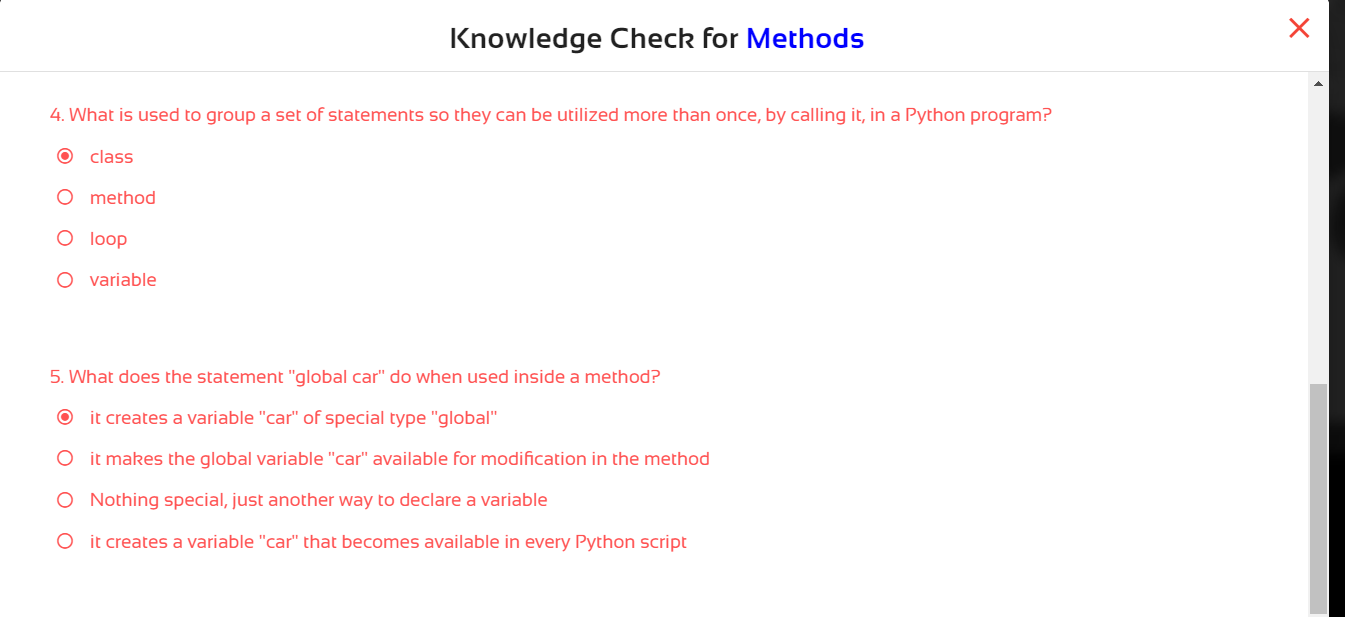 Knowledge Check for Methods
4. What is used to group a set of statements so they can be utilized more than once, by calling it, in a Python program?
class
method
loop
variable
5. What does the statement "global car" do when used inside a method?
it creates a variable "car" of special type "global"
it makes the global variable "car" available for modification in the method
Nothing special, just another way to declare a variable
it creates a variable "car" that becomes available in every Python script